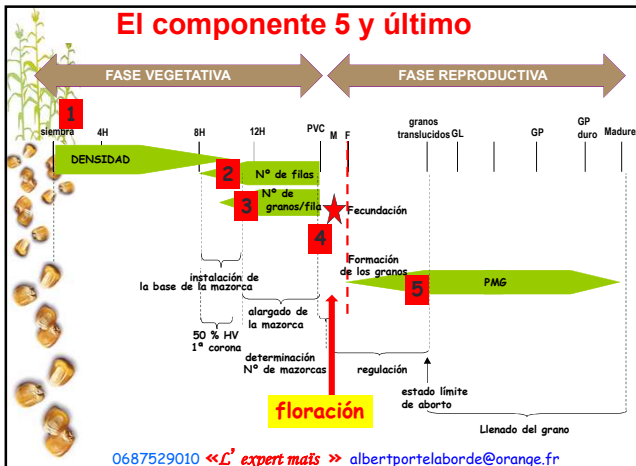 El componente 5 y último
FASE VEGETATIVA
FASE REPRODUCTIVA
1
siembra
4H
8H
12H
PVC
M
F
granos
translucidos
GL
GP
GP
duro
Madure
DENSIDAD
2
Nº de filas
3
Nº de
granos/fila
4
Fecundación
Formación
de los granos
5
PMG
instalación de
la base de la mazorca
alargado de
la mazorca
50 % HV
1ª corona
determinación
Nº de mazorcas
regulación
estado límite
de aborto
floración
Llenado del grano
0687529010 «L' expert maïs » albertportelaborde@orange.fr